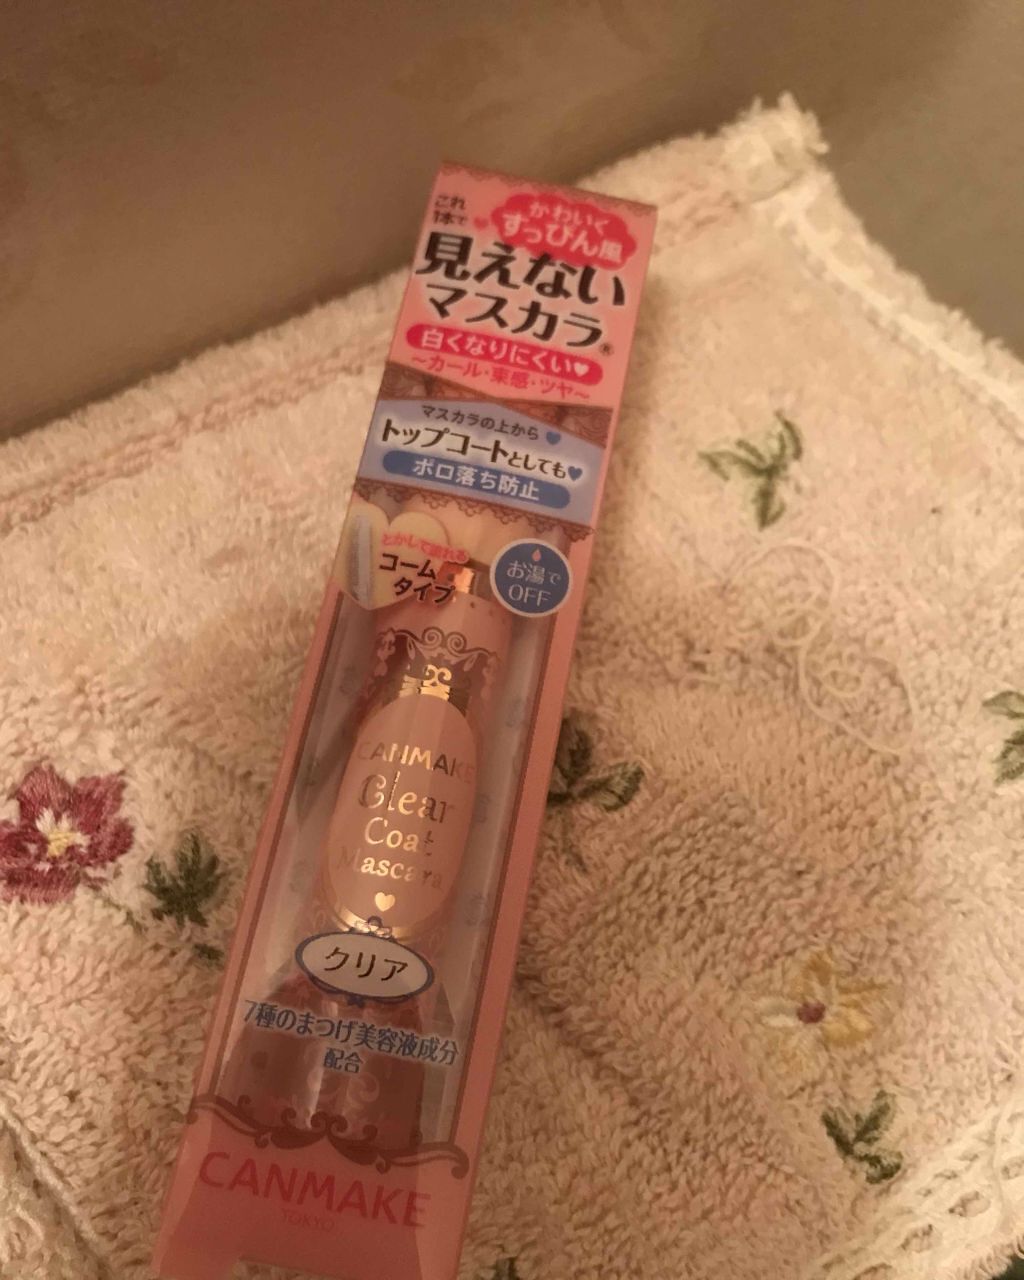 これ
1本で
かわいく
すっぴん風
見えない
マスカラ®
白くなりにくい♥
～カール・束感・ツヤ～
マスカラの上から
トップコートとしても
ポロ落ち防止
とかして塗れる
コーム
タイプ
お湯で
OFF
CANMAKE
Clear
Coat
Mascara
クリア
7種のまつげ美容液成分
配合
CANMAKE
TOKYO